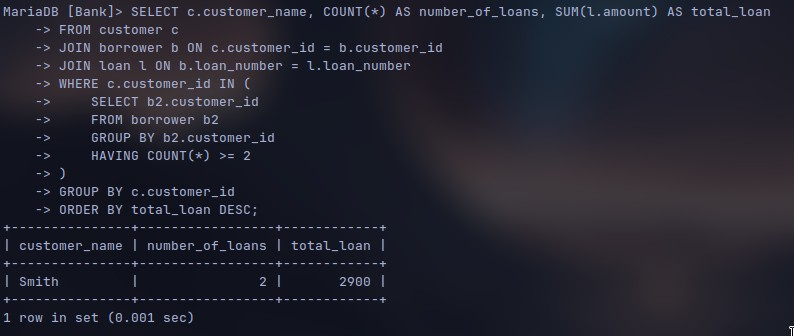 MariaDB [Bank]> SELECT c.customer_name, COUNT(*) AS number_of_loans, SUM(l.amount) AS total_loan
    -> FROM customer c
    -> JOIN borrower b ON c.customer_id = b.customer_id
    -> JOIN loan l ON b.loan_number = l.loan_number
    -> WHERE c.customer_id IN (
    ->     SELECT b2.customer_id
    ->     FROM borrower b2
    ->     GROUP BY b2.customer_id
    ->     HAVING COUNT(*) >= 2
    -> )
    -> GROUP BY c.customer_id
    -> ORDER BY total_loan DESC;
+---------------+-----------------+------------+
| customer_name | number_of_loans | total_loan |
+---------------+-----------------+------------+
| Smith         |               2 |       2900 |
+---------------+-----------------+------------+
1 row in set (0.001 sec)